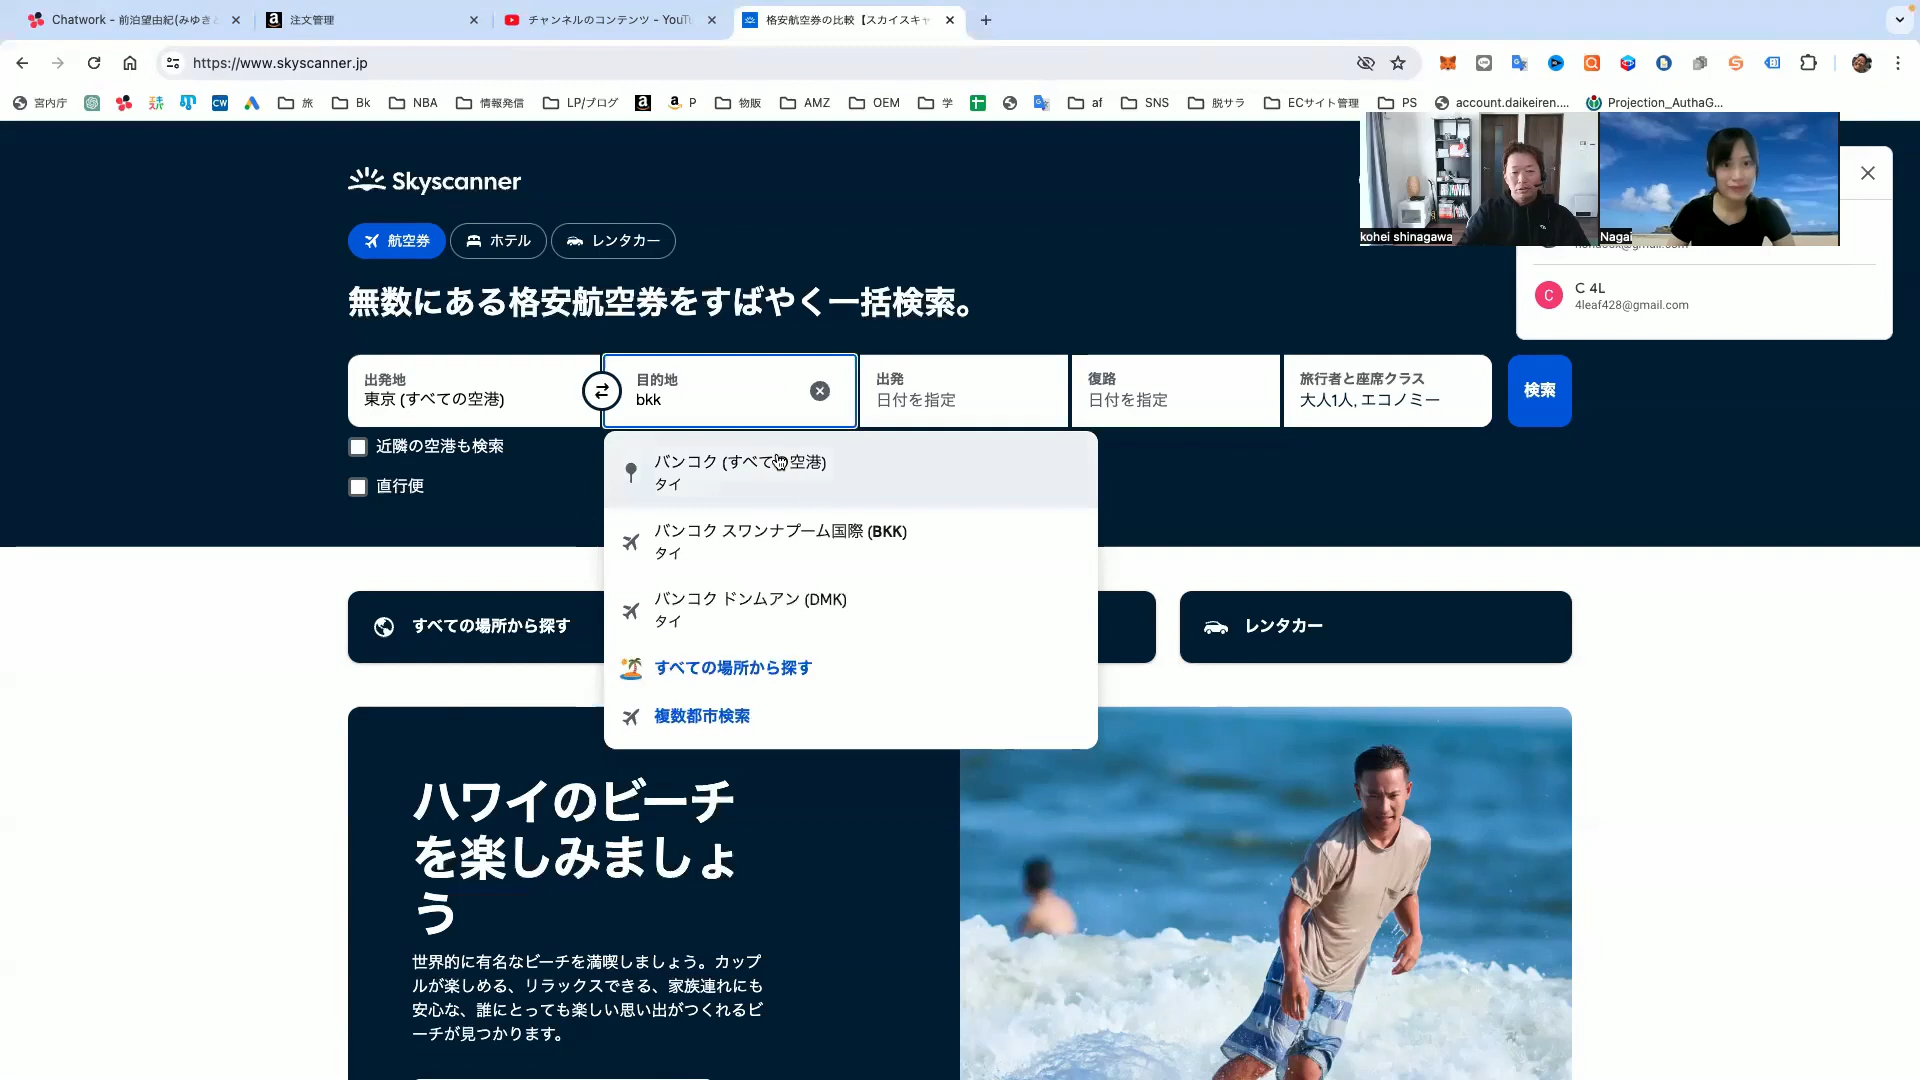 Chatwork - 前泊望由紀(みゆき
注文管理
チャンネルのコンテンツ - YouTu
格安航空券の比較【スカイスキャ
https://www.skyscanner.jp
宮内庁
CW
旅
Bk
NBA
情報発信
LP/ブログ
P
物販
AMZ
OEM
学
af
SNS
脱サラ
ECサイト管理
PS
account.daikeiren....
Projection_AuthaG...
kohei shinagawa
Nagai
Skyscanner
航空券
ホテル
レンタカー
C
C 4L
4leaf428@gmail.com
無数にある格安航空券をすばやく一括検索。
出発地
東京 (すべての空港)
目的地
bkk
出発
日付を指定
復路
日付を指定
旅行者と座席クラス
大人1人, エコノミー
検索
近隣の空港も検索
直行便
バンコク (すべて 空港)
タイ
バンコク スワンナプーム国際 (BKK)
タイ
バンコク ドンムアン (DMK)
タイ
すべての場所から探す
複数都市検索
すべての場所から探す
レンタカー
ハワイのビーチ
を楽しみましょ
う
世界的に有名なビーチを満喫しましょう。カップ
ルが楽しめる、リラックスできる、家族連れにも
安心な、誰にとっても楽しい思い出がつくれるビ
ーチが見つかります。